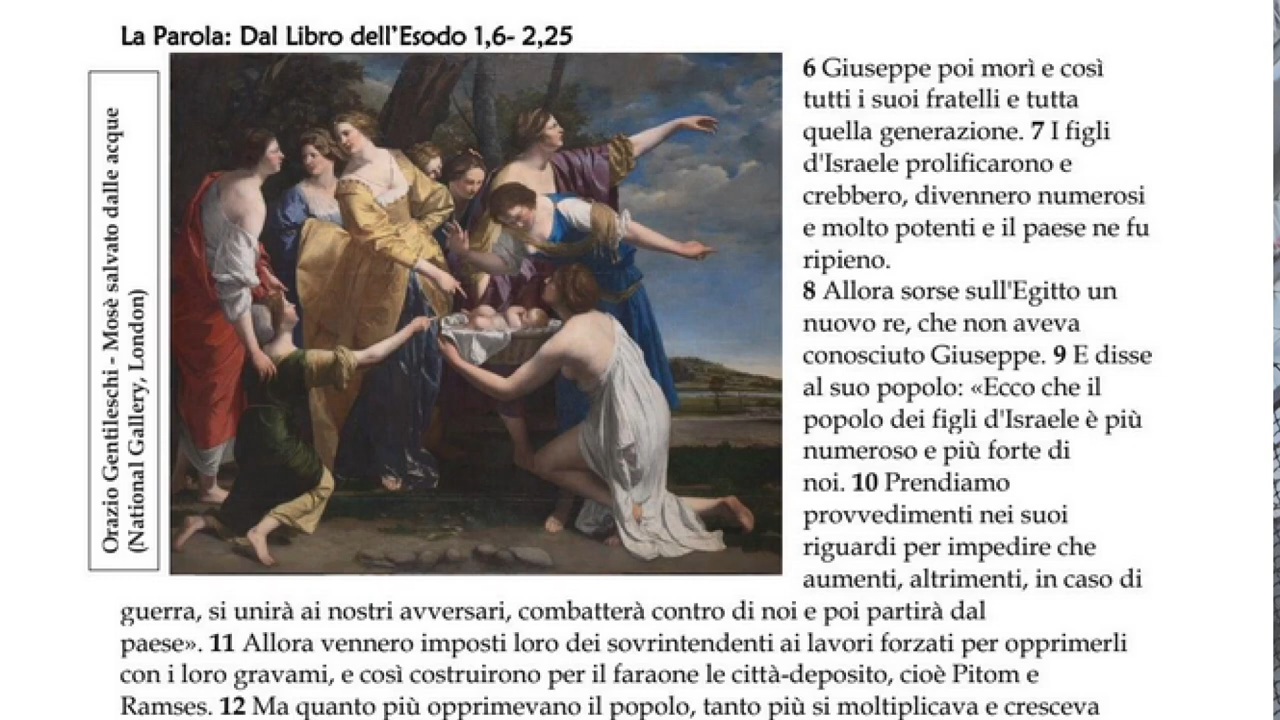 La Parola: Dal Libro dell'Esodo 1,6- 2,25
Orazio Gentileschi - Mosè salvato dalle acque
(National Gallery, London)
6 Giuseppe poi morì e così
tutti i suoi fratelli e tutta
quella generazione. 7 I figli
d'Israele prolificarono e
crebbero, divennero numerosi
e molto potenti e il paese ne fu
ripieno.
8 Allora sorse sull'Egitto un
nuovo re, che non aveva
conosciuto Giuseppe. 9 E disse
al suo popolo: «Ecco che il
popolo dei figli d'Israele è più
numeroso e più forte di
noi. 10 Prendiamo
provvedimenti nei suoi
riguardi per impedire che
aumenti, altrimenti, in caso di
guerra, si unirà ai nostri avversari, combatterà contro di noi e poi partirà dal
paese». 11 Allora vennero imposti loro dei sovrintendenti ai lavori forzati per opprimerli
con i loro gravami, e così costruirono per il faraone le città-deposito, cioè Pitom e
Ramses. 12 Ma quanto più opprimevano il popolo, tanto più si moltiplicava e cresceva